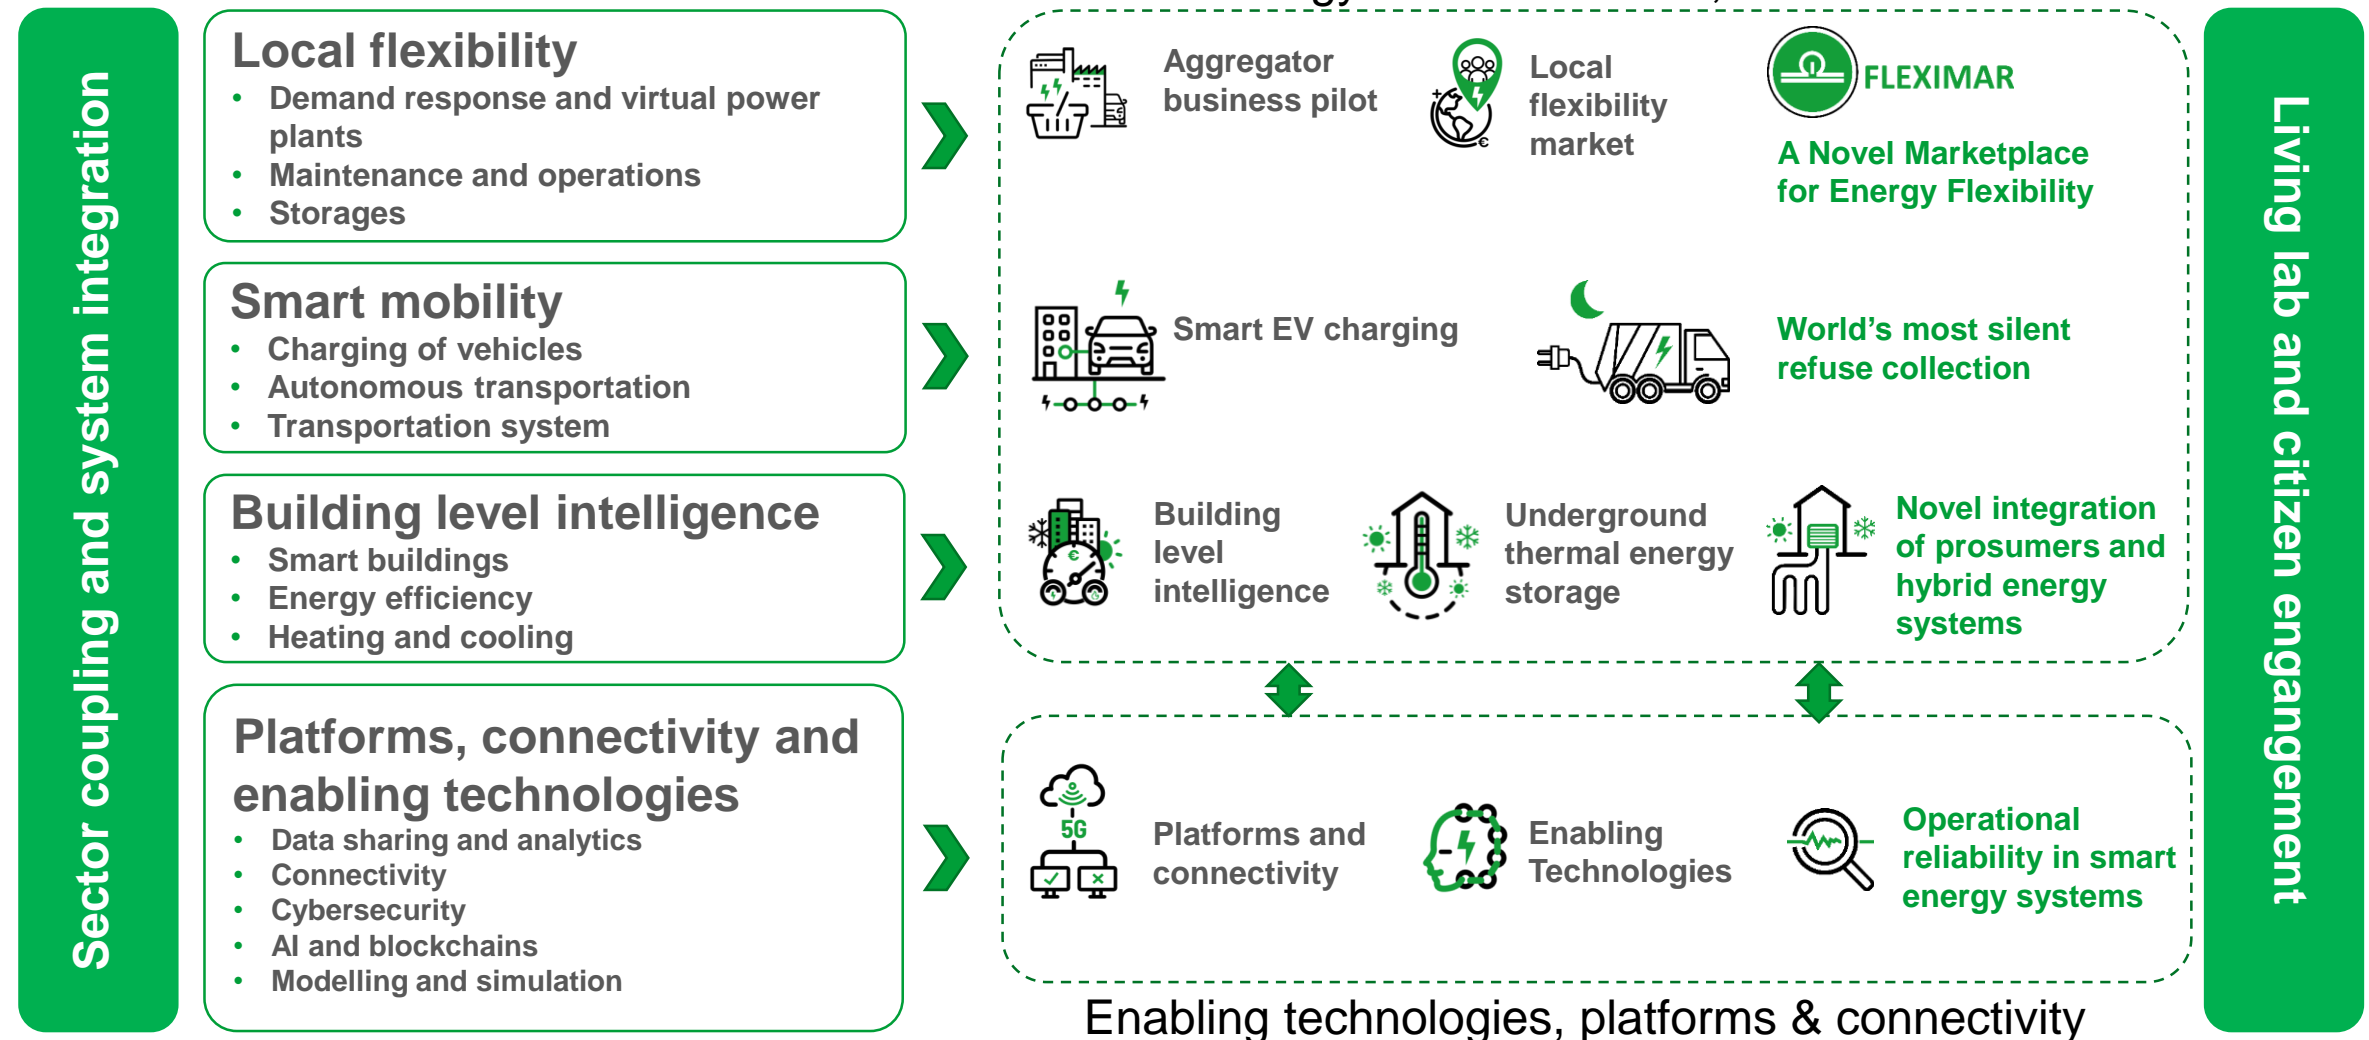 Sector coupling and system integration
Local flexibility
• Demand response and virtual power
plants
• Maintenance and operations
• Storages
Smart mobility
• Charging of vehicles
• Autonomous transportation
• Transportation system
Building level intelligence
• Smart buildings
• Energy efficiency
• Heating and cooling
Platforms, connectivity and
enabling technologies
• Data sharing and analytics
• Connectivity
• Cybersecurity
• AI and blockchains
• Modelling and simulation
Aggregator
business pilot
Local
flexibility
market
FLEXIMAR
A Novel Marketplace
for Energy Flexibility
Smart EV charging
World’s most silent
refuse collection
Building
level
intelligence
Underground
thermal energy
storage
Novel integration
of prosumers and
hybrid energy
systems
5G
Platforms and
connectivity
Enabling
Technologies
Operational
reliability in smart
energy systems
Enabling technologies, platforms & connectivity
Living lab and citizen engangement